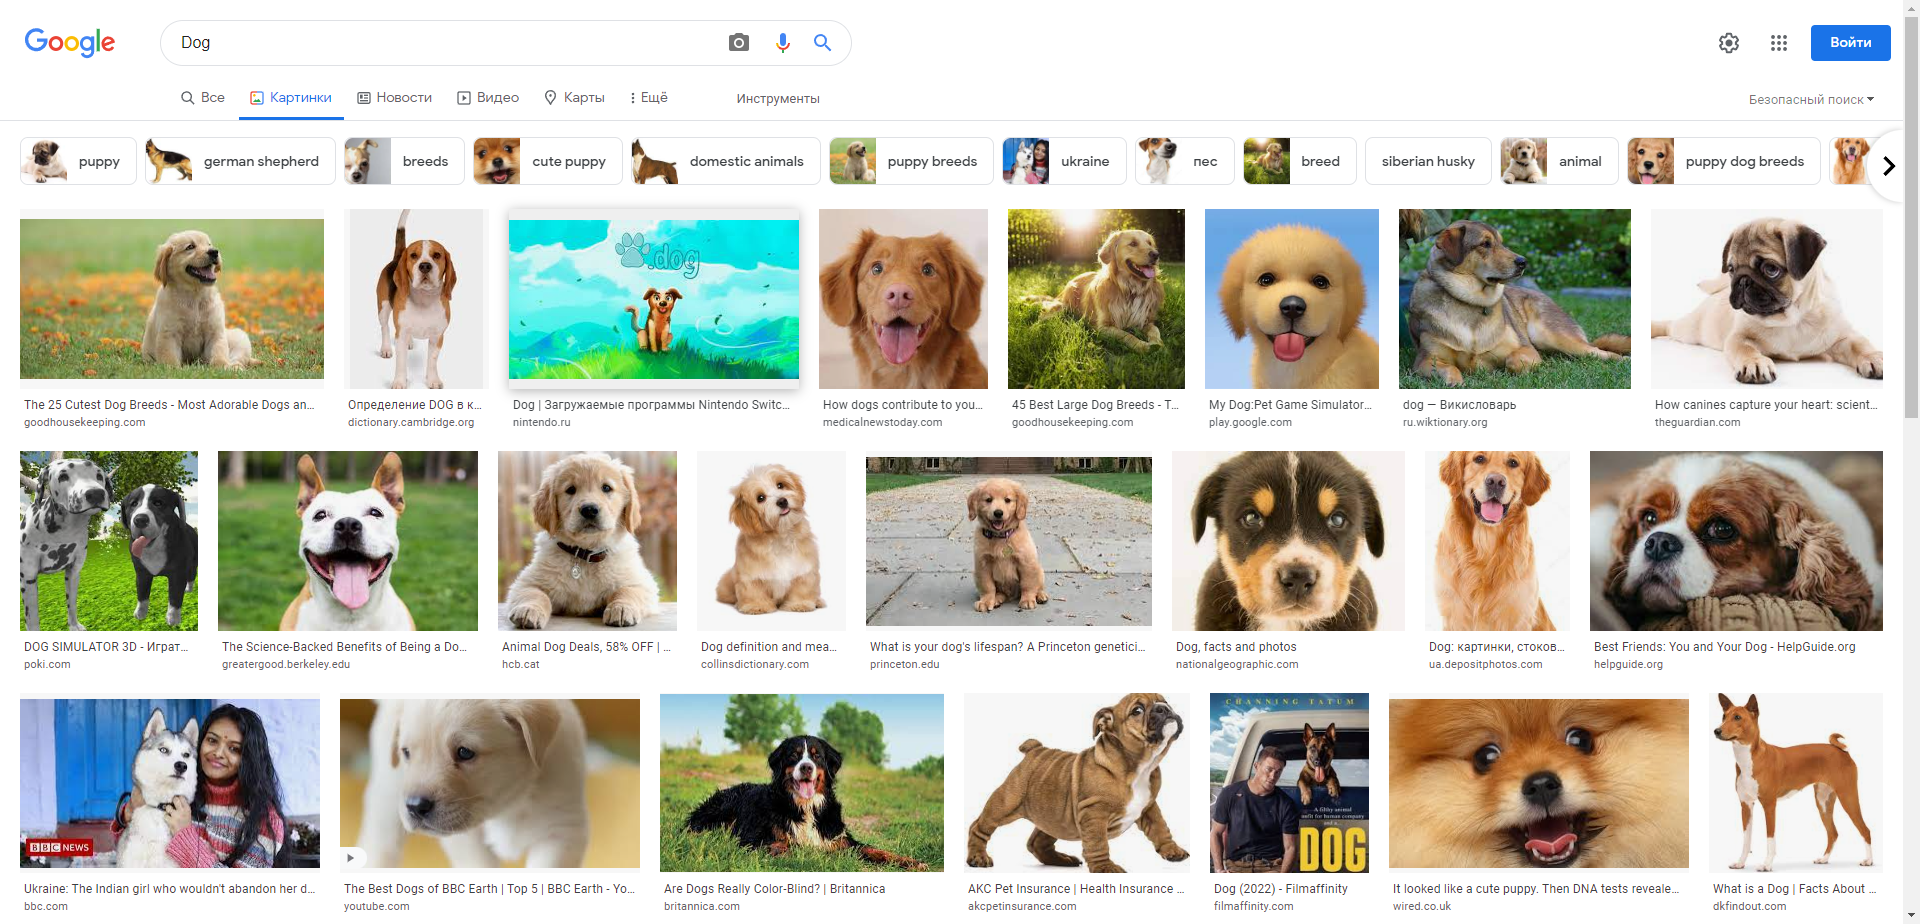 Google
Dog
Войти
Все
Картинки
Новости
Видео
Карты
Ещё
Инструменты
Безопасный поиск
puppy
german shepherd
breeds
cute puppy
domestic animals
puppy breeds
ukraine
пес
breed
siberian husky
animal
puppy dog breeds
.dog
The 25 Cutest Dog Breeds - Most Adorable Dogs an...
goodhousekeeping.com
Определение DOG в к...
dictionary.cambridge.org
Dog | Загружаемые программы Nintendo Switc...
nintendo.ru
How dogs contribute to you...
medicalnewstoday.com
45 Best Large Dog Breeds - T...
goodhousekeeping.com
My Dog:Pet Game Simulator...
play.google.com
dog — Викисловарь
ru.wiktionary.org
How canines capture your heart: scient...
theguardian.com
DOG SIMULATOR 3D - Играт...
poki.com
The Science-Backed Benefits of Being a Do...
greatergood.berkeley.edu
Animal Dog Deals, 58% OFF | ...
hcb.cat
Dog definition and mea...
collinsdictionary.com
What is your dog's lifespan? A Princeton genetici...
princeton.edu
Dog, facts and photos
nationalgeographic.com
Dog: картинки, стоков...
ua.depositphotos.com
Best Friends: You and Your Dog - HelpGuide.org
helpguide.org
BBC NEWS
CHANNING TATUM
A filthy animal
unfit for human company
and a...
DOG
Ukraine: The Indian girl who wouldn't abandon her d...
bbc.com
The Best Dogs of BBC Earth | Top 5 | BBC Earth - Yo...
youtube.com
Are Dogs Really Color-Blind? | Britannica
britannica.com
AKC Pet Insurance | Health Insurance ...
akcpetinsurance.com
Dog (2022) - Filmaffinity
filmaffinity.com
It looked like a cute puppy. Then DNA tests reveale...
wired.co.uk
What is a Dog | Facts About ...
dkfindout.com